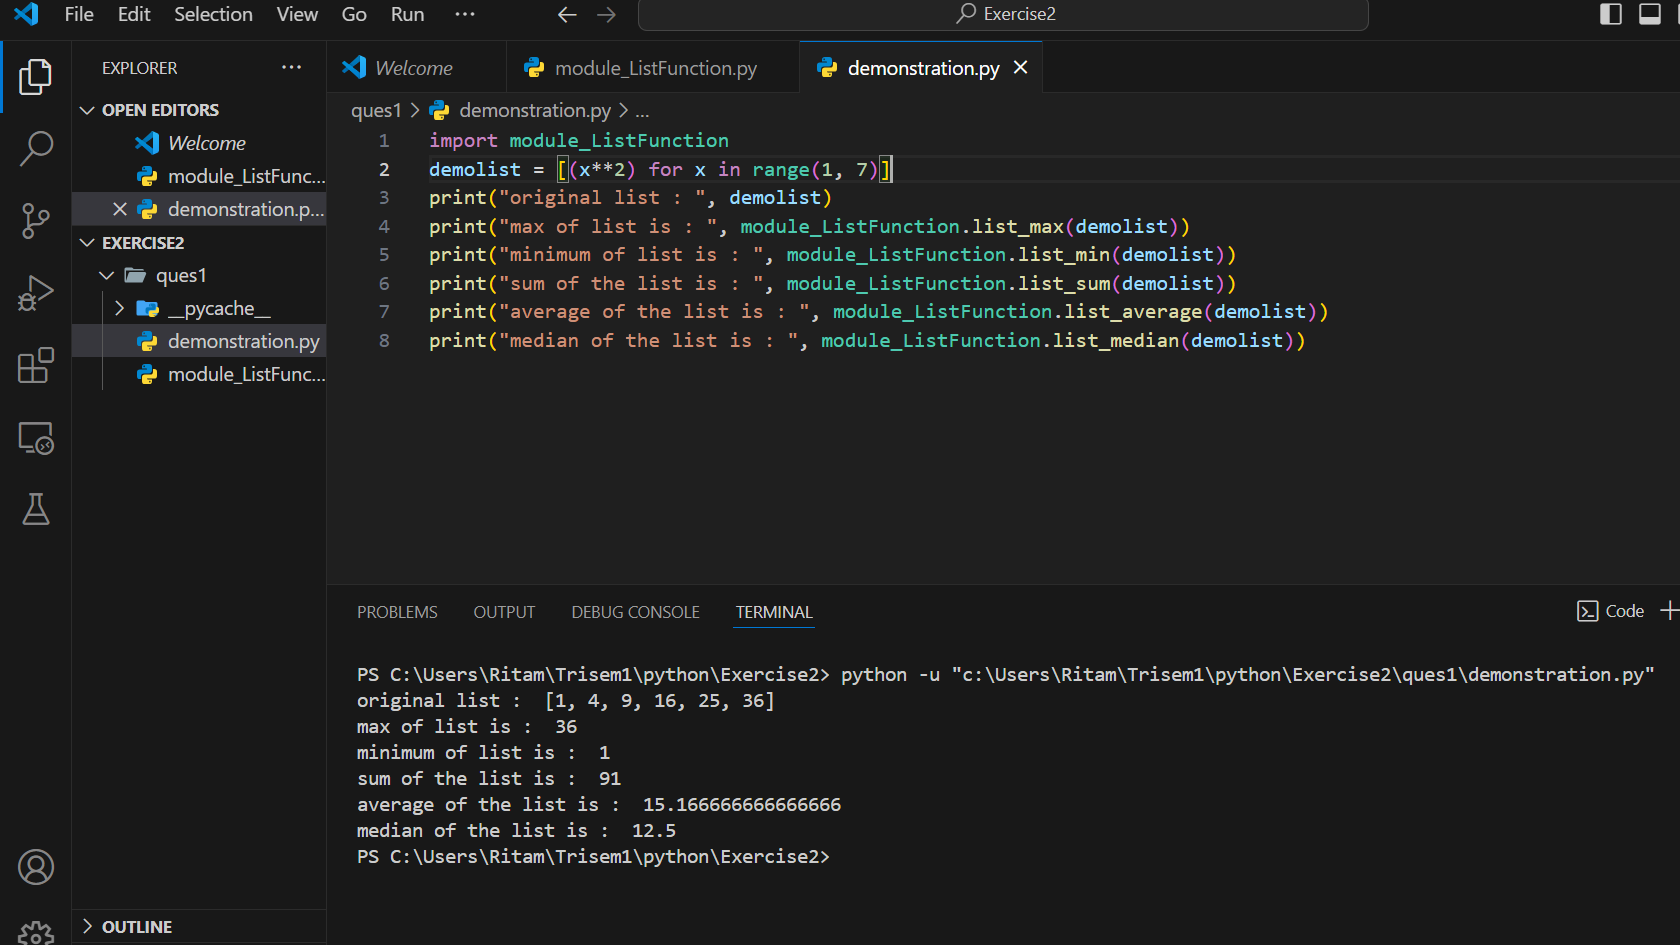 File Edit Selection View Go Run ... Exercise2
EXPLORER ...
OPEN EDITORS
Welcome
module_ListFunc...
demonstration.p...
EXERCISE2
ques1
__pycache__
demonstration.py
module_ListFunc...
OUTLINE
Welcome module_ListFunction.py demonstration.py
ques1 > demonstration.py > ...
1 import module_ListFunction
2 demolist = [(x**2) for x in range(1, 7)]
3 print("original list : ", demolist)
4 print("max of list is : ", module_ListFunction.list_max(demolist))
5 print("minimum of list is : ", module_ListFunction.list_min(demolist))
6 print("sum of the list is : ", module_ListFunction.list_sum(demolist))
7 print("average of the list is : ", module_ListFunction.list_average(demolist))
8 print("median of the list is : ", module_ListFunction.list_median(demolist))
PROBLEMS OUTPUT DEBUG CONSOLE TERMINAL Code
PS C:\Users\Ritam\Trisem1\python\Exercise2> python -u "c:\Users\Ritam\Trisem1\python\Exercise2\ques1\demonstration.py"
original list :  [1, 4, 9, 16, 25, 36]
max of list is :  36
minimum of list is :  1
sum of the list is :  91
average of the list is :  15.166666666666666
median of the list is :  12.5
PS C:\Users\Ritam\Trisem1\python\Exercise2>